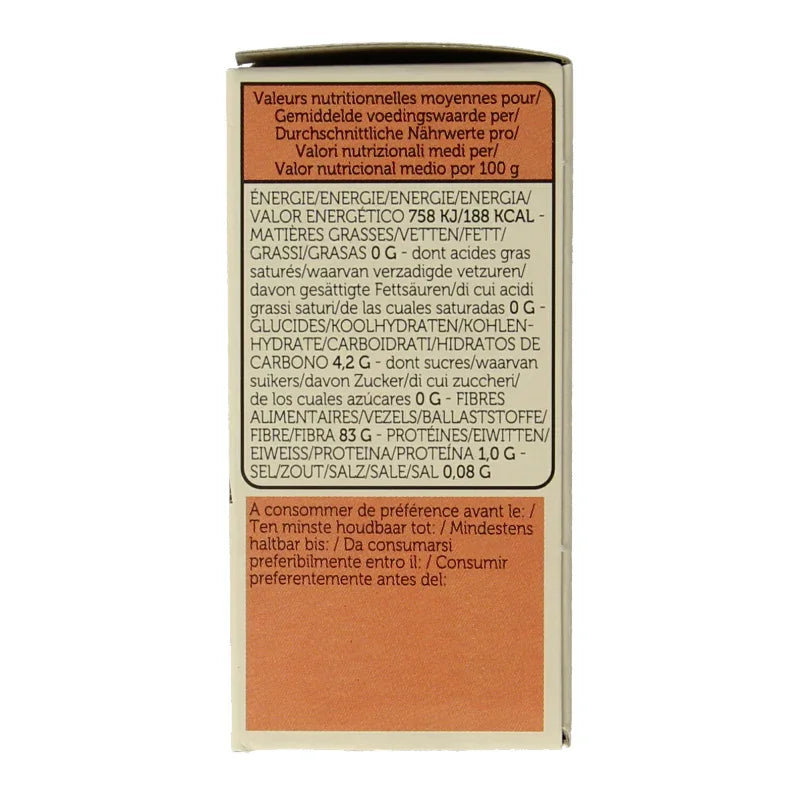 Valeurs nutritionnelles moyennes pour/
Gemiddelde voedingswaarde per/
Durchschnittliche Nährwerte pro/
Valori nutrizionali medi per/
Valor nutricional medio por 100 g
ÉNERGIE/ENERGIE/ENERGIE/ENERGIA/
VALOR ENERGÉTICO 758 KJ/188 KCAL -
MATIÈRES GRASSES/VETTEN/FETT/
GRASSI/GRASAS 0 G - dont acides gras
saturés/waarvan verzadigde vetzuren/
davon gesättigte Fettsäuren/di cui acidi
grassi saturi/de las cuales saturadas 0 G -
GLUCIDES/KOOLHYDRATEN/KOHLEN-
HYDRATE/CARBOIDRATI/HIDRATOS DE
CARBONO 4,2 G - dont sucres/waarvan
suikers/davon Zucker/di cui zuccheri/
de los cuales azúcares 0 G - FIBRES
ALIMENTAIRES/VEZELS/BALLASTSTOFFE/
FIBRE/FIBRA 83 G - PROTÉINES/EIWITTEN/
EIWEISS/PROTEINA/PROTEÍNA 1,0 G -
SEL/ZOUT/SALZ/SALE/SAL 0,08 G
A consommer de préférence avant le: /
Ten minste houdbaar tot: / Mindestens
haltbar bis: / Da consumarsi
preferibilmente entro il: / Consumir
preferentemente antes del: